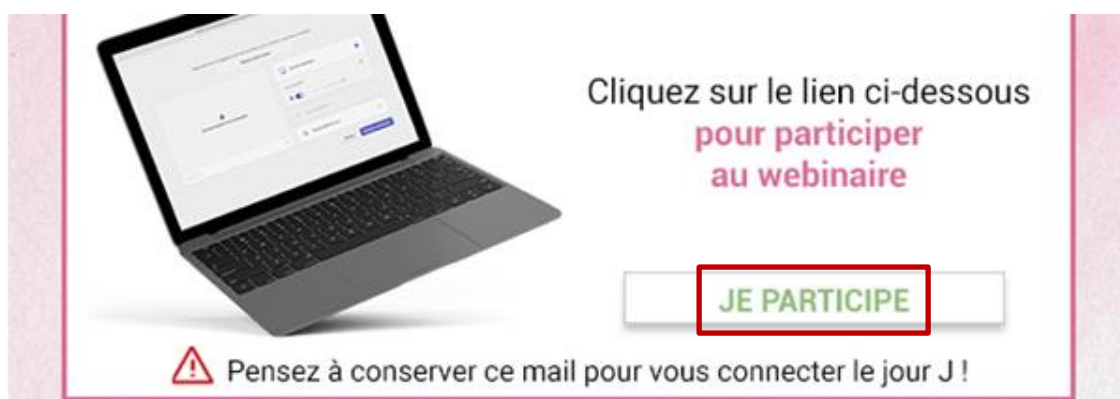 Cliquez sur le lien ci-dessous
pour participer
au webinaire
JE PARTICIPE
Pensez à conserver ce mail pour vous connecter le jour J !